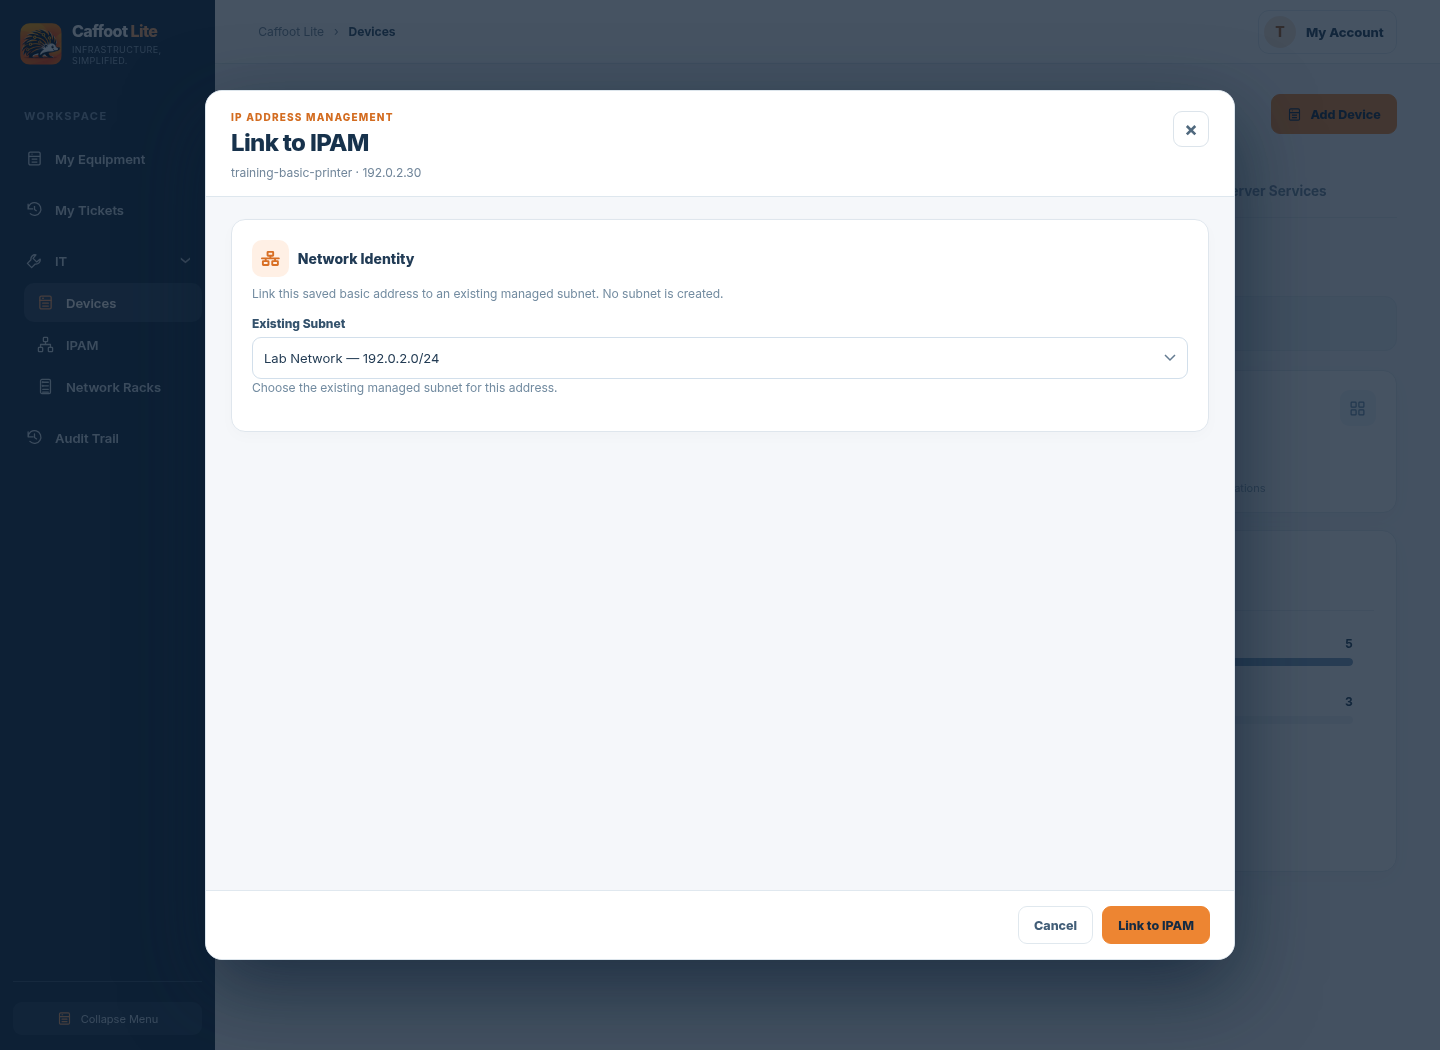 Caffoot Lite
INFRASTRUCTURE,
SIMPLIFIED.
WORKSPACE
My Equipment
My Tickets
IT
Devices
IPAM
Network Racks
Audit Trail
Collapse Menu
Caffoot Lite › Devices
T My Account
Add Device
Services
IP ADDRESS MANAGEMENT
Link to IPAM
training-basic-printer · 192.0.2.30
×
Network Identity
Link this saved basic address to an existing managed subnet. No subnet is created.
Existing Subnet
Lab Network — 192.0.2.0/24
Choose the existing managed subnet for this address.
5
3
Cancel
Link to IPAM